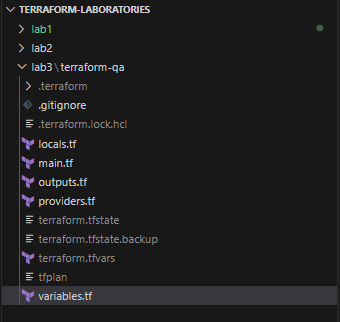 TERRAFORM-LABORATORIES
lab1
lab2
lab3\terraform-qa
.terraform
.gitignore
.terraform.lock.hcl
locals.tf
main.tf
outputs.tf
providers.tf
terraform.tfstate
terraform.tfstate.backup
terraform.tfvars
tfplan
variables.tf